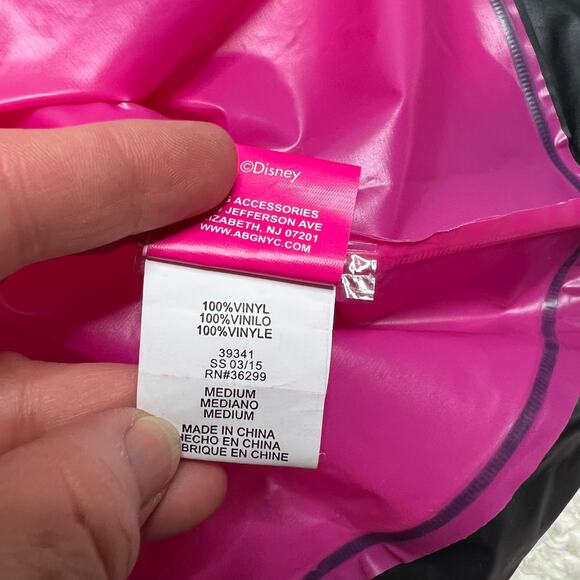 ©Disney
ACCESSORIES
JEFFERSON AVE
ELIZABETH, NJ 07201
WWW.ABGNYC.COM
100%VINYL
100%VINILO
100%VINYLE
39341
SS 03/15
RN#36299
MEDIUM
MEDIANO
MEDIUM
MADE IN CHINA
HECHO EN CHINA
FABRIQUE EN CHINE